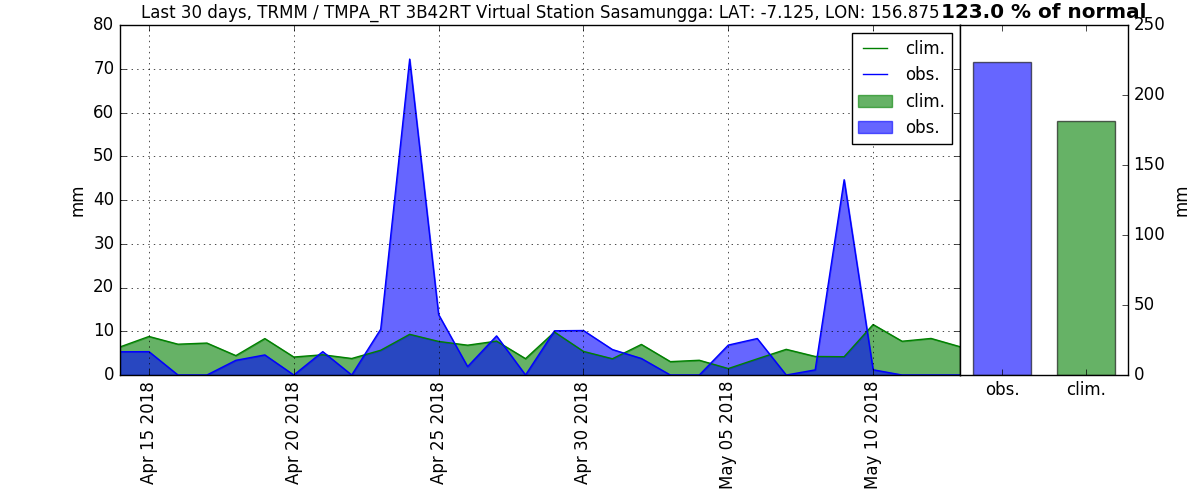 Last 30 days, TRMM / TMPA_RT 3B42RT Virtual Station Sasamungga: LAT: -7.125, LON: 156.875
123.0 % of normal
80
70
60
50
40
30
20
10
0
mm
clim.
obs.
clim.
obs.
Apr 15 2018
Apr 20 2018
Apr 25 2018
Apr 30 2018
May 05 2018
May 10 2018
250
200
150
100
50
0
mm
obs.
clim.